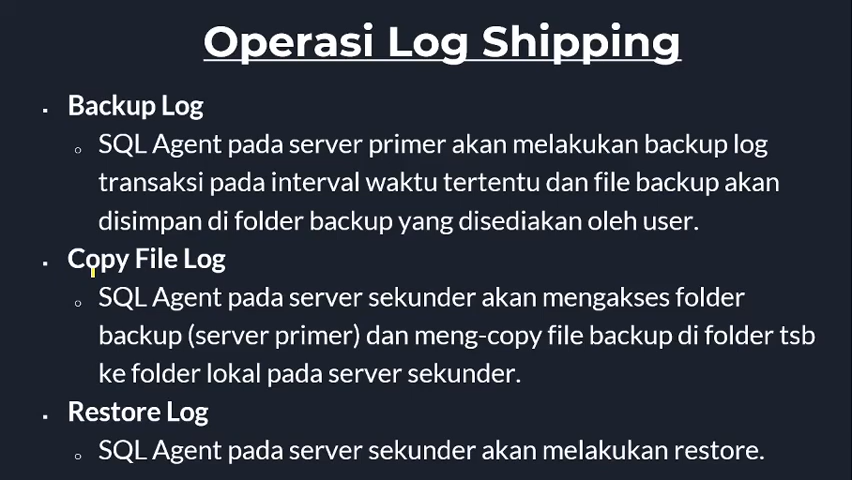 Operasi Log Shipping
▪ Backup Log
○ SQL Agent pada server primer akan melakukan backup log
transaksi pada interval waktu tertentu dan file backup akan
disimpan di folder backup yang disediakan oleh user.
▪ Copy File Log
○ SQL Agent pada server sekunder akan mengakses folder
backup (server primer) dan meng-copy file backup di folder tsb
ke folder lokal pada server sekunder.
▪ Restore Log
○ SQL Agent pada server sekunder akan melakukan restore.